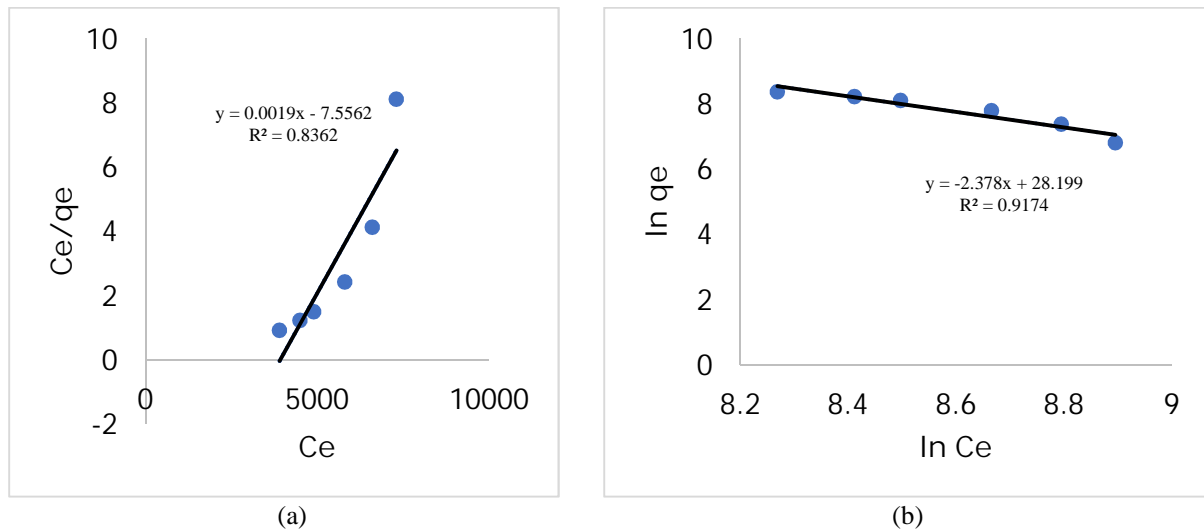 10
8
6
4
2
0
-2
0
5000
10000
Ce/qe
Ce
y = 0.0019x - 7.5562
R² = 0.8362
(a)
10
8
6
4
2
0
8.2
8.4
8.6
8.8
9
ln qe
ln Ce
y = -2.378x + 28.199
R² = 0.9174
(b)